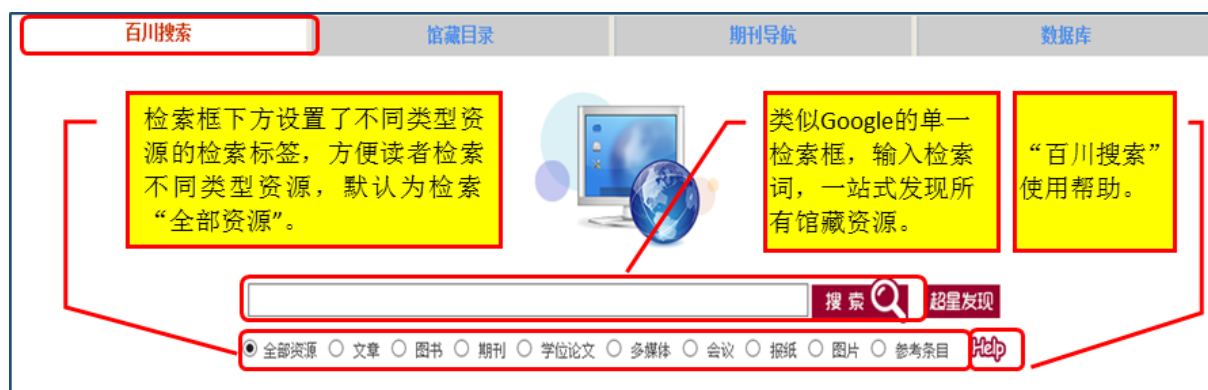 百川搜索 馆藏目录 期刊导航 数据库
检索框下方设置了不同类型资
源的检索标签，方便读者检索
不同类型资源，默认为检索
“全部资源”。
类似Google的单一
检索框，输入检索
词，一站式发现所
有馆藏资源。
“百川搜索”
使用帮助。
搜索 超星发现
全部资源 文章 图书 期刊 学位论文 多媒体 会议 报纸 图片 参考条目 Help